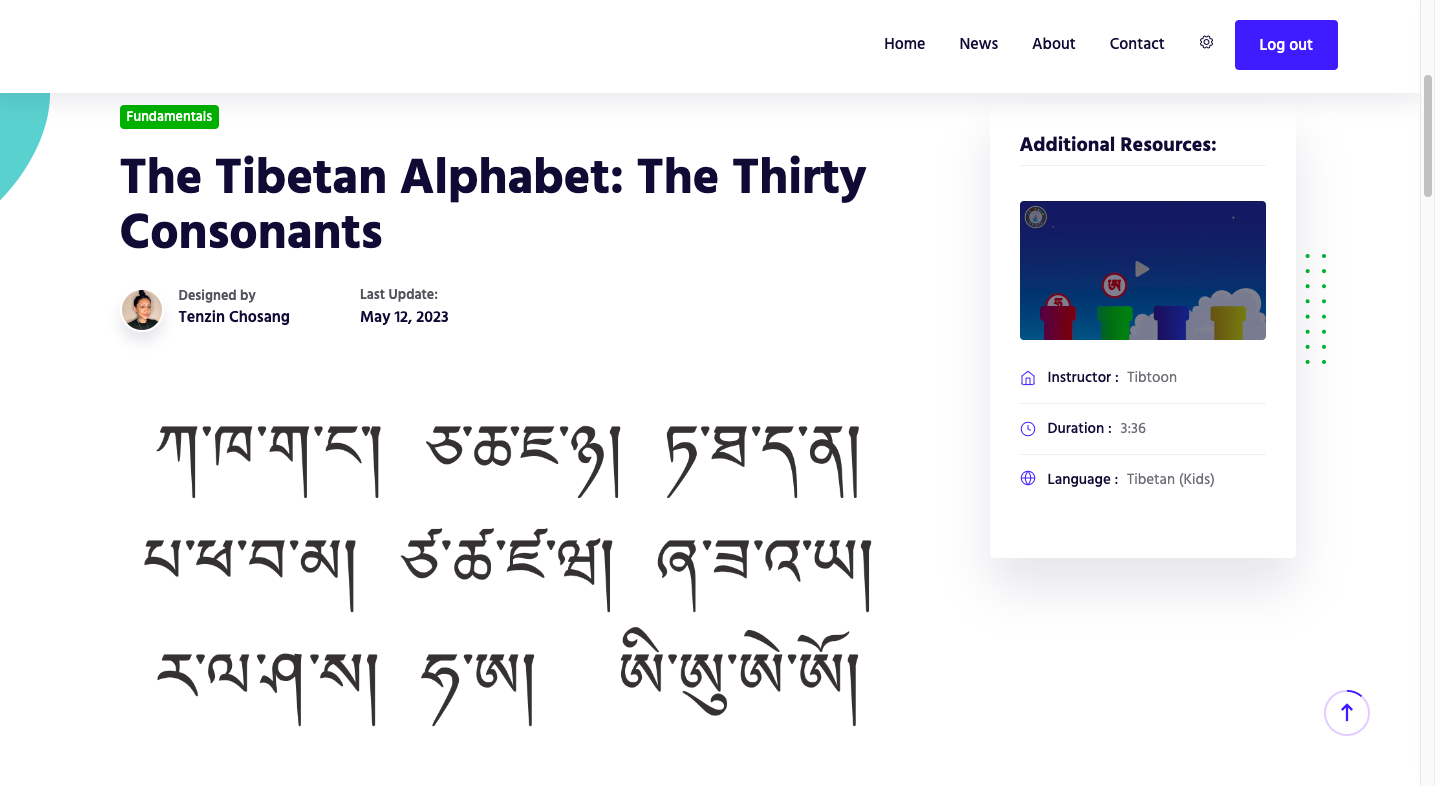 Home News About Contact Log out
Fundamentals
The Tibetan Alphabet: The Thirty
Consonants
Designed by
Tenzin Chosang
Last Update:
May 12, 2023
ཀ་ཁ་ག་ང་། ཅ་ཆ་ཇ་ཉ། ཏ་ཐ་ད་ན།
པ་ཕ་བ་མ། ཙ་ཚ་ཛ་ཝ། ཞ་ཟ་འ་ཡ།
ར་ལ་ཤ་ས། ཧ་ཨ། ཨི་ཨུ་ཨེ་ཨོ།
Additional Resources:
ཨ
Instructor : Tibtoon
Duration : 3:36
Language : Tibetan (Kids)